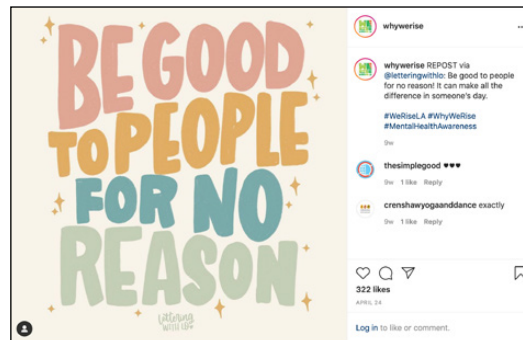 BE GOOD
TO PEOPLE
FOR NO
REASON
lettering
WITH LO
whywerise
whywerise REPOST via
@letteringwithlo: Be good to people
for no reason! It can make all the
difference in someone's day.
#WeRiseLA #WhyWeRise
#MentalHealthAwareness
9w
thesimplegood ♥♥♥
9w 1 like Reply
crenshawyogaanddance exactly
9w 1 like Reply
322 likes
APRIL 24
Log in to like or comment.